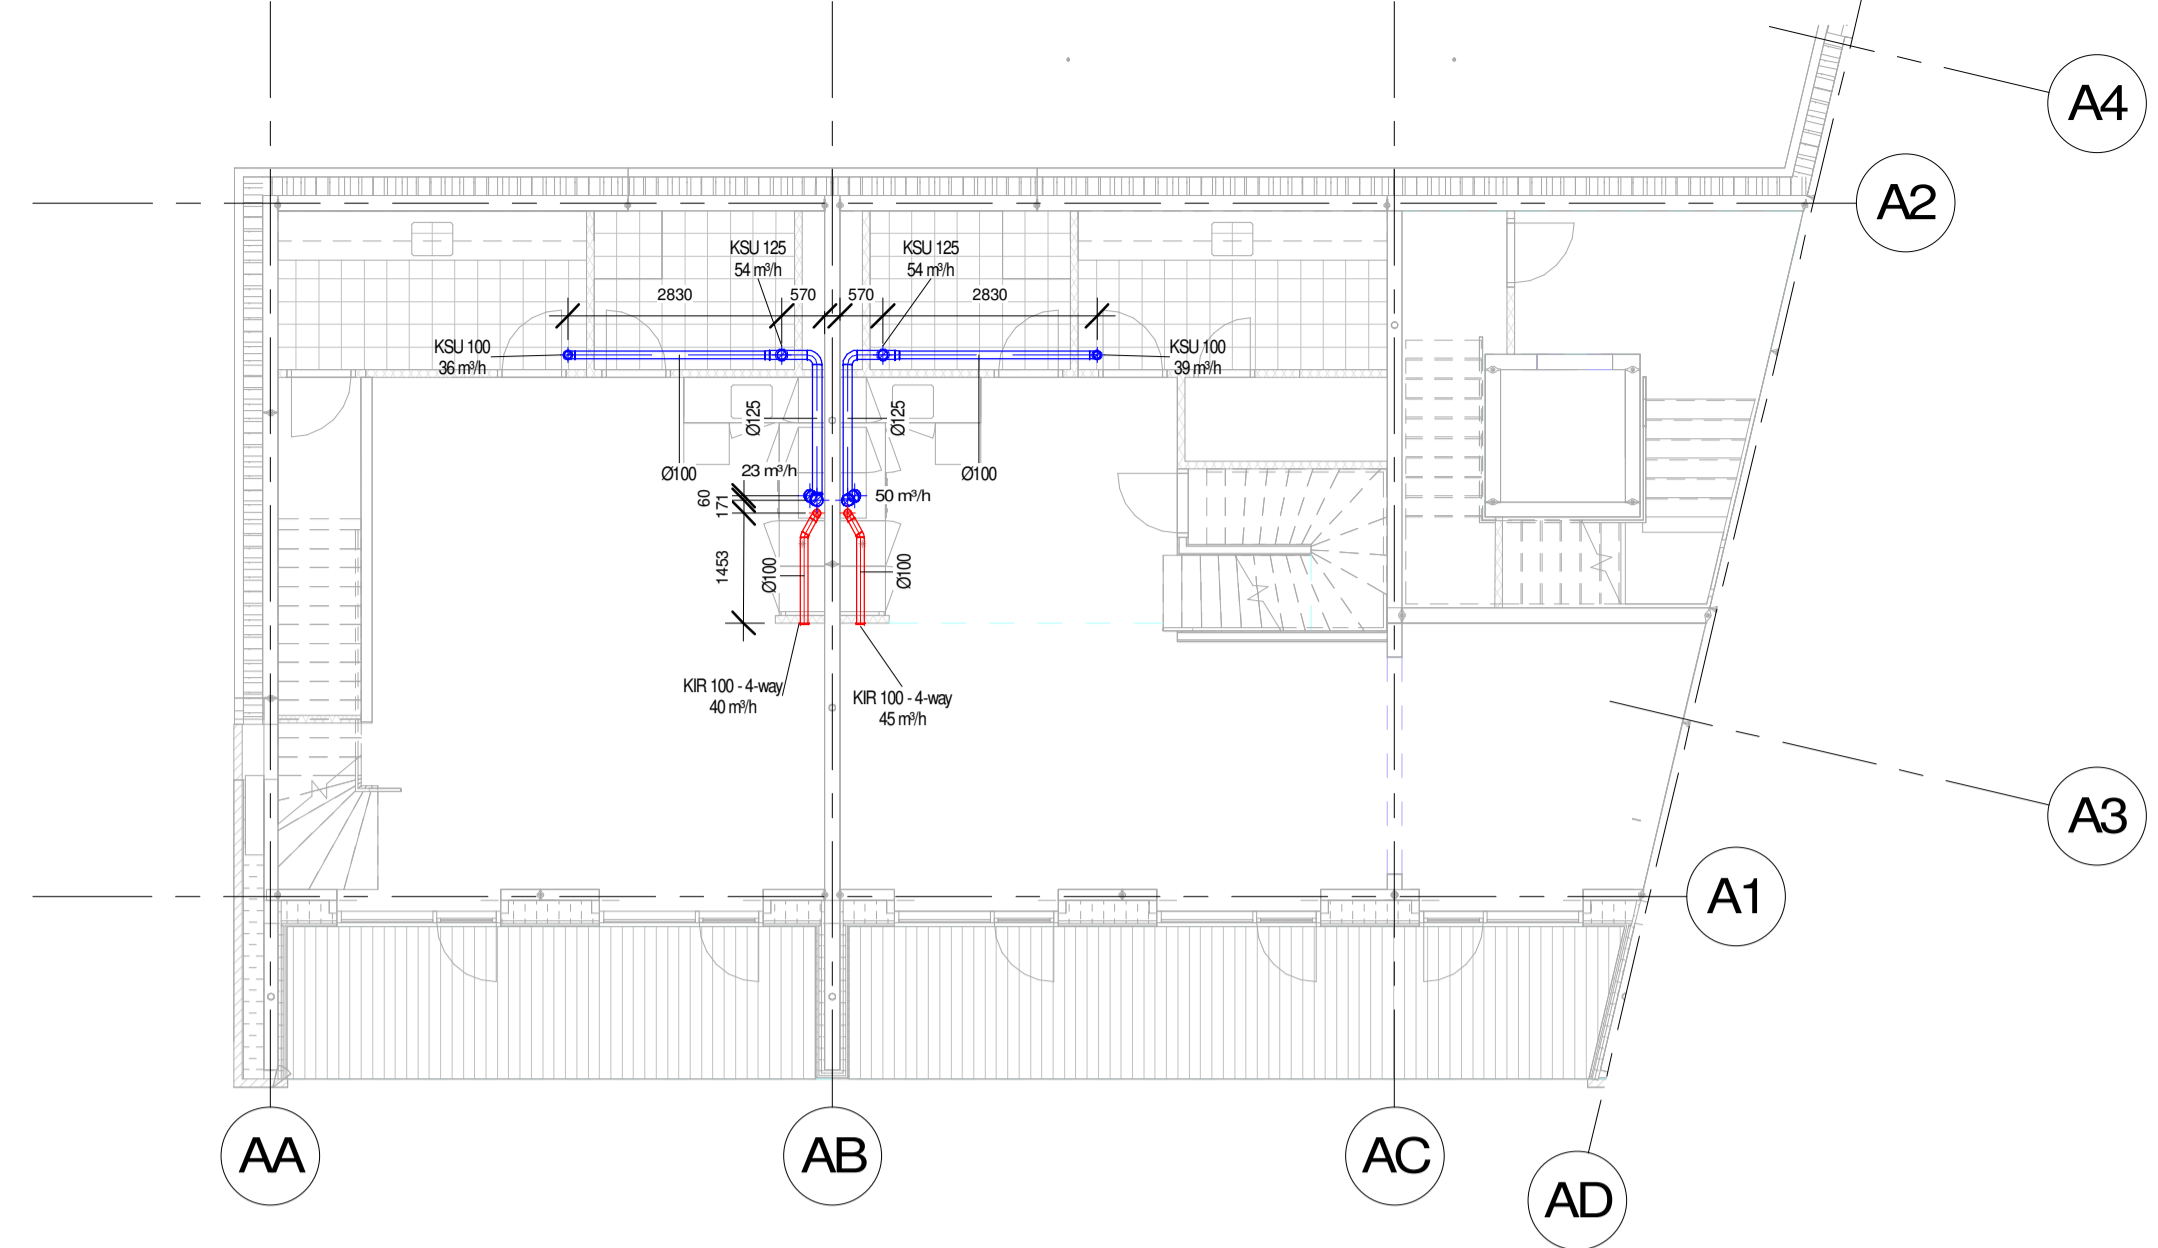 A4
A2
KSU 125
54 m³/h
KSU 125
54 m³/h
2830
570
570
2830
KSU 100
36 m³/h
KSU 100
39 m³/h
Ø125
Ø125
Ø100
23 m³/h
Ø100
60
171
50 m³/h
1453
Ø100
Ø100
KIR 100 - 4-way
40 m³/h
KIR 100 - 4-way
45 m³/h
A3
A1
AA
AB
AC
AD